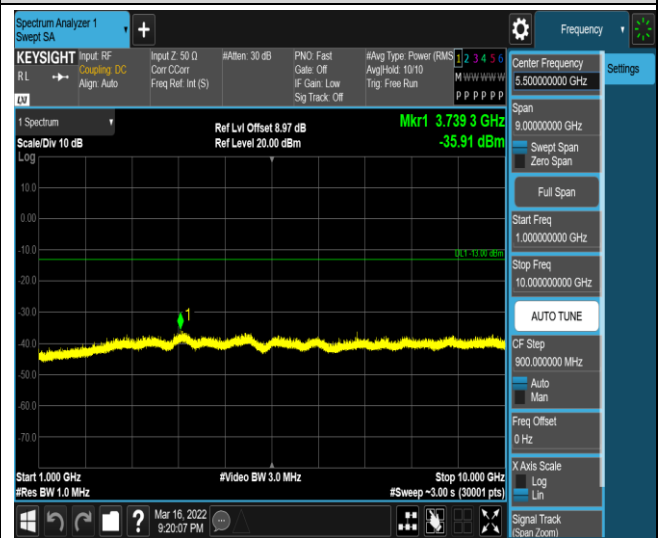 Spectrum Analyzer 1
Swept SA
+
Frequency
KEYSIGHT
RL
LXI
Input: RF
Coupling: DC
Align: Auto
Input Z: 50 Ω
Corr CCorr
Freq Ref: Int (S)
#Atten: 30 dB
PNO: Fast
Gate: Off
IF Gain: Low
Sig Track: Off
#Avg Type: Power (RMS
Avg|Hold: 10/10
Trig: Free Run
1 2 3 4 5 6
M W W W W W
P P P P P P
1 Spectrum
Scale/Div 10 dB
Log
Ref Lvl Offset 8.97 dB
Ref Level 20.00 dBm
Mkr1 3.739 3 GHz
-35.91 dBm
10.0
0.00
-10.0
DL1 -13.00 dBm
-20.0
-30.0
1
-40.0
-50.0
-60.0
-70.0
Start 1.000 GHz
#Res BW 1.0 MHz
#Video BW 3.0 MHz
Stop 10.000 GHz
#Sweep ~3.00 s (30001 pts)
Center Frequency
5.500000000 GHz
Span
9.00000000 GHz
Swept Span
Zero Span
Full Span
Start Freq
1.000000000 GHz
Stop Freq
10.000000000 GHz
AUTO TUNE
CF Step
900.000000 MHz
Auto
Man
Freq Offset
0 Hz
X Axis Scale
Log
Lin
Signal Track
(Span Zoom)
Settings
?
Mar 16, 2022
9:20:07 PM